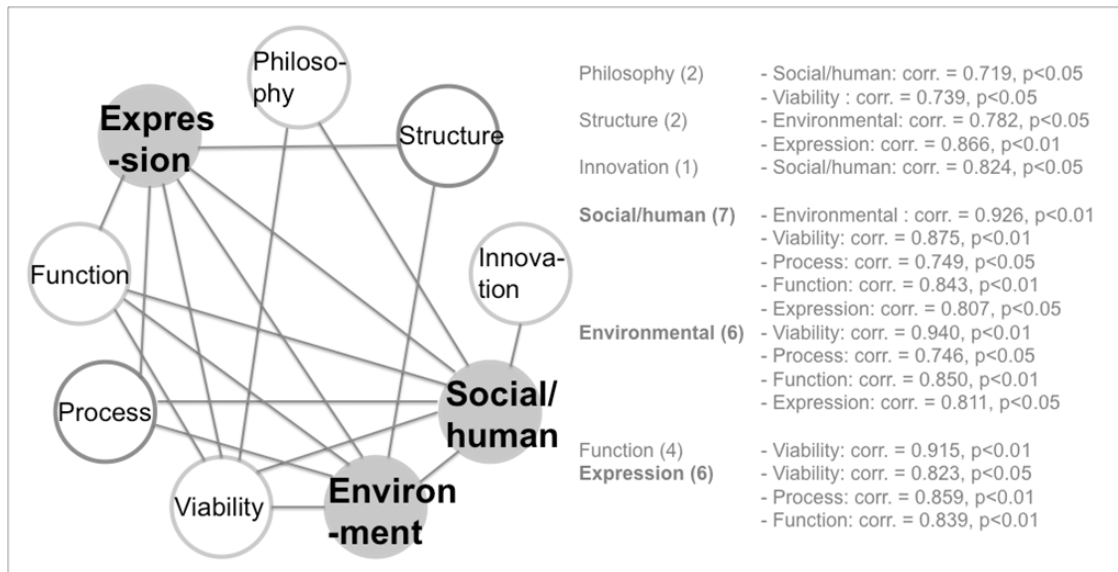 Philoso-
phy
Expres
-sion
Structure
Function
Innova-
tion
Process
Social/
human
Viability
Environ
-ment
Philosophy (2) - Social/human: corr. = 0.719, p<0.05
- Viability : corr. = 0.739, p<0.05
Structure (2) - Environmental: corr. = 0.782, p<0.05
- Expression: corr. = 0.866, p<0.01
Innovation (1) - Social/human: corr. = 0.824, p<0.05
Social/human (7) - Environmental : corr. = 0.926, p<0.01
- Viability: corr. = 0.875, p<0.01
- Process: corr. = 0.749, p<0.05
- Function: corr. = 0.843, p<0.01
- Expression: corr. = 0.807, p<0.05
Environmental (6) - Viability: corr. = 0.940, p<0.01
- Process: corr. = 0.746, p<0.05
- Function: corr. = 0.850, p<0.01
- Expression: corr. = 0.811, p<0.05
Function (4) - Viability: corr. = 0.915, p<0.01
Expression (6) - Viability: corr. = 0.823, p<0.05
- Process: corr. = 0.859, p<0.01
- Function: corr. = 0.839, p<0.01